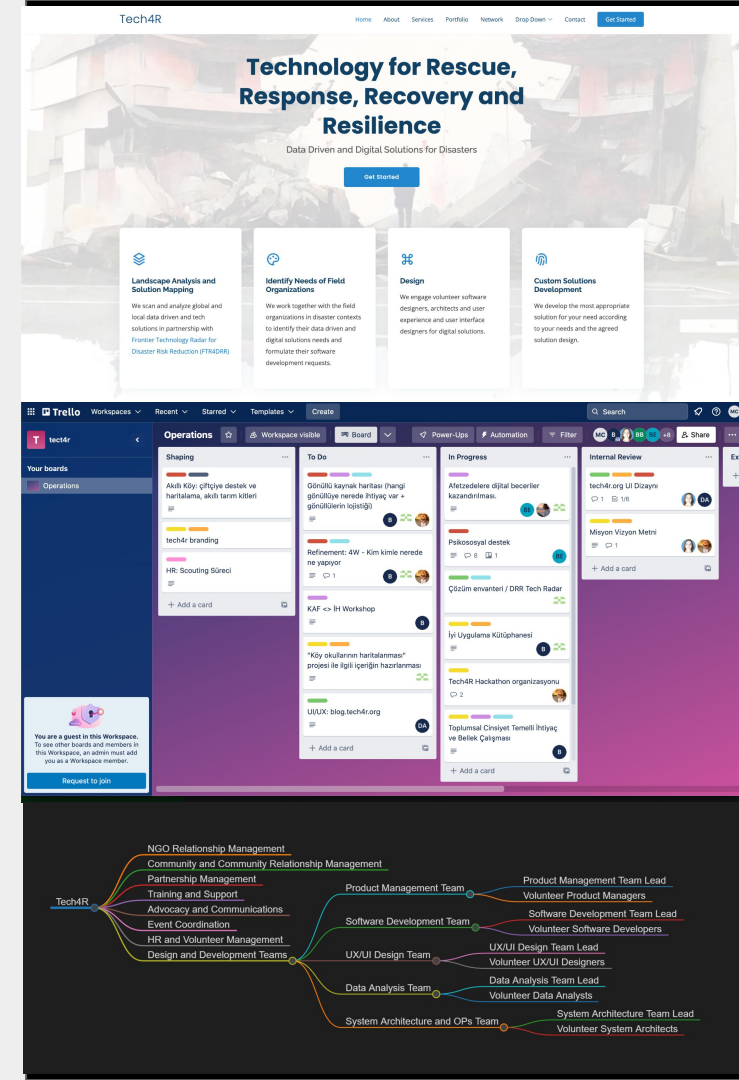 Tech4R
Home About Services Portfolio Network Drop Down Contact Get Started
Technology for Rescue,
Response, Recovery and
Resilience
Data Driven and Digital Solutions for Disasters
Get Started
Landscape Analysis and
Solution Mapping
We scan and analyze global and
local data driven and tech
solutions in partnership with
Frontier Technology Radar for
Disaster Risk Reduction (FTR4DRR)
Identify Needs of Field
Organizations
We work together with the field
organizations in disaster contexts
to identify their data driven and
digital solutions needs and
formulate their software
development requests.
Design
We engage volunteer software
designers, architects and user
experience and user interface
designers for digital solutions.
Custom Solutions
Development
We develop the most appropriate
solution for your need according
to your needs and the agreed
solution design.
Trello Workspaces Recent Starred Templates Create Search MC
T tect4r
Operations Workspace visible Board Power-Ups Automation Filter MC B BB BE +8 Share
Your boards
Operations
You are a guest in this Workspace.
To see other boards and members in
this Workspace, an admin must add
you as a Workspace member.
Request to join
Shaping
Akıllı Köy: çiftçiye destek ve
haritalama, akıllı tarım kitleri
tech4r branding
HR: Scouting Süreci
+ Add a card
To Do
Gönüllü kaynak haritası (hangi
gönüllüye nerede ihtiyaç var +
gönüllülerin lojistiği)
B
Refinement: 4W - Kim kimle nerede
ne yapıyor
1 B
KAF <> İH Workshop
B
"Köy okullarının haritalanması"
projesi ile ilgili içeriğin hazırlanması
UI/UX: blog.tech4r.org
DA
+ Add a card
In Progress
Afetzedelere dijital beceriler
kazandırılması.
BE
Psikososyal destek
8 1 BE
Çözüm envanteri / DRR Tech Radar
İyi Uygulama Kütüphanesi
B
Tech4R Hackathon organizasyonu
2
Toplumsal Cinsiyet Temelli İhtiyaç
ve Bellek Çalışması
B
+ Add a card
Internal Review
tech4r.org UI Dizaynı
1 1/6 DA
Misyon Vizyon Metni
1
+ Add a card
Ex
+
Tech4R
NGO Relationship Management
Community and Community Relationship Management
Partnership Management
Training and Support
Advocacy and Communications
Event Coordination
HR and Volunteer Management
Design and Development Teams
Product Management Team
Product Management Team Lead
Volunteer Product Managers
Software Development Team
Software Development Team Lead
Volunteer Software Developers
UX/UI Design Team
UX/UI Design Team Lead
Volunteer UX/UI Designers
Data Analysis Team
Data Analysis Team Lead
Volunteer Data Analysts
System Architecture and OPs Team
System Architecture Team Lead
Volunteer System Architects